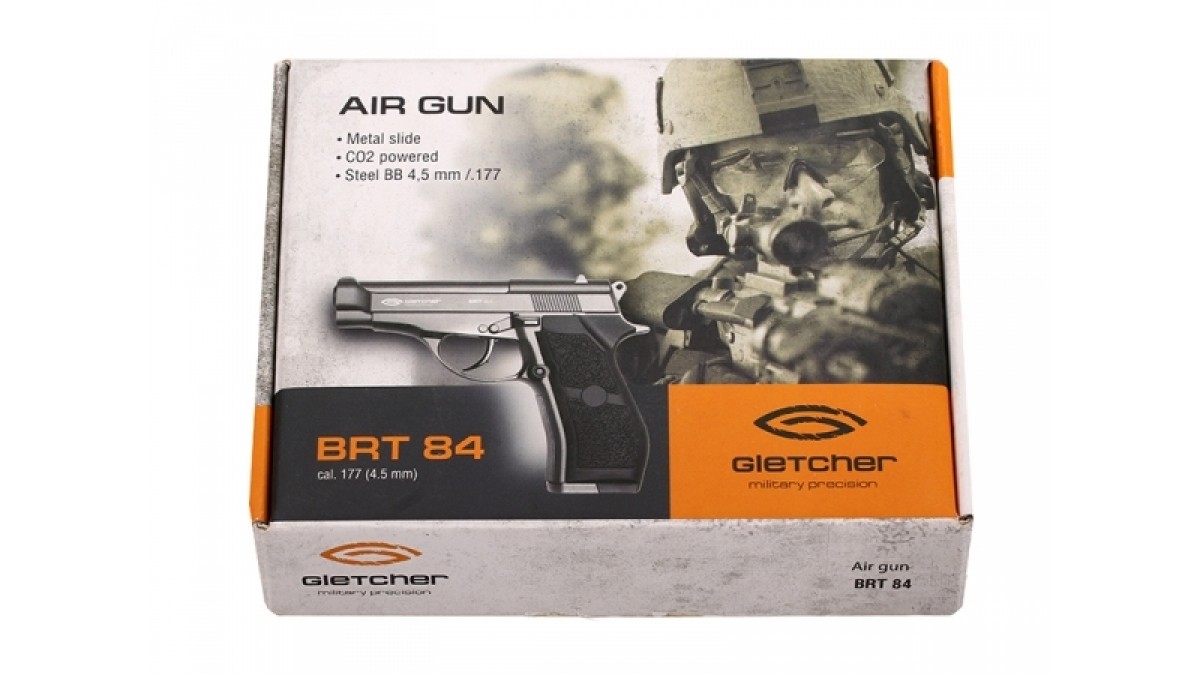 AIR GUN
• Metal slide
• CO2 powered
• Steel BB 4,5 mm /.177
Gletcher
BRT 84
cal. 177 (4.5 mm)
Gletcher
military precision
Gletcher
military precision
Air gun
BRT 84